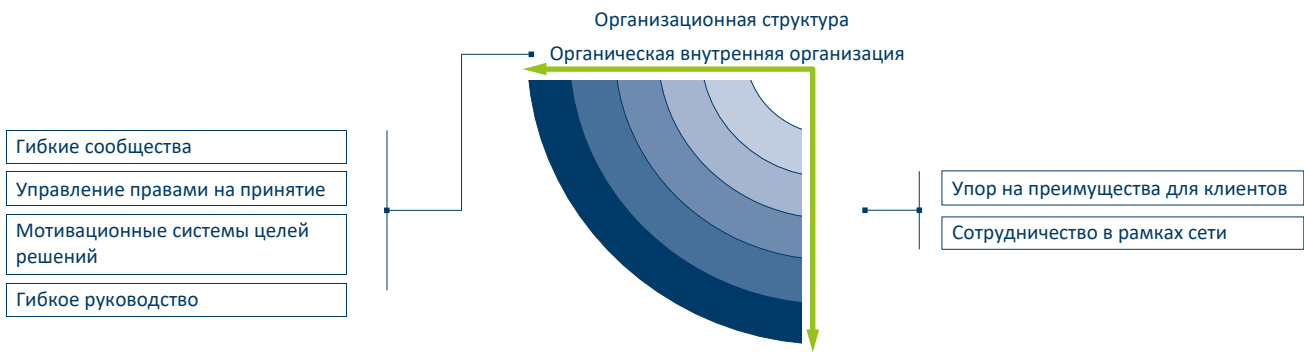 Организационная структура
Органическая внутренняя организация
Гибкие сообщества
Управление правами на принятие
Мотивационные системы целей
решений
Гибкое руководство
Упор на преимущества для клиентов
Сотрудничество в рамках сети